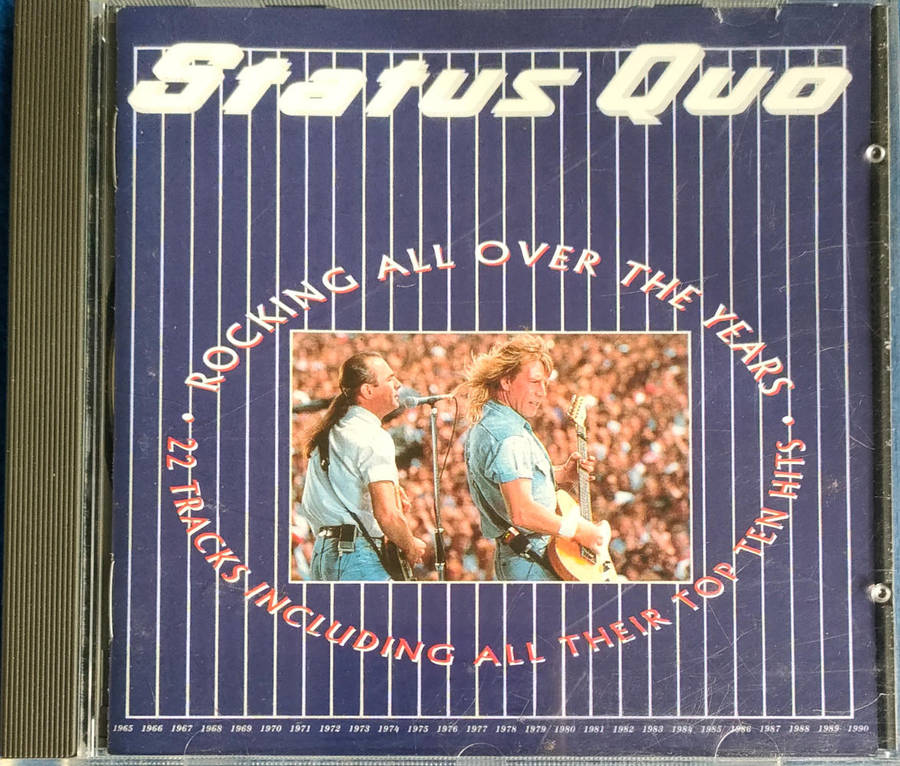 Status Quo
ROCKING ALL OVER THE YEARS
• 22 TRACKS INCLUDING ALL THEIR TOP TEN HITS •
1965 1966 1967 1968 1969 1970 1971 1972 1973 1974 1975 1976 1977 1978 1979 1980 1981 1982 1983 1984 1985 1986 1987 1988 1989 1990